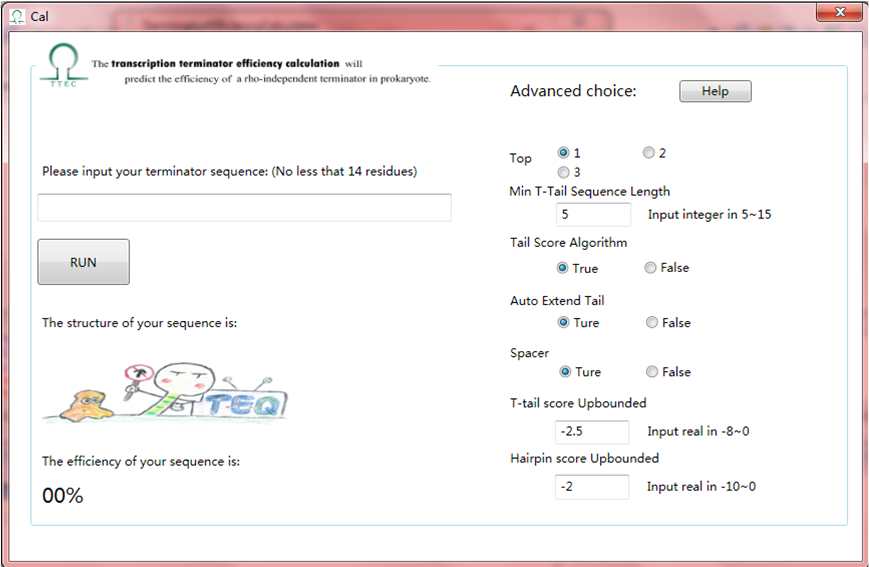 Cal
The transcription terminator efficiency calculation will
predict the efficiency of a rho-independent terminator in prokaryote.
TTEC
Please input your terminator sequence: (No less that 14 residues)
RUN
The structure of your sequence is:
TEQ
The efficiency of your sequence is:
00%
Advanced choice:
Help
Top
1
2
3
Min T-Tail Sequence Length
5
Input integer in 5~15
Tail Score Algorithm
True
False
Auto Extend Tail
Ture
False
Spacer
Ture
False
T-tail score Upbounded
-2.5
Input real in -8~0
Hairpin score Upbounded
-2
Input real in -10~0